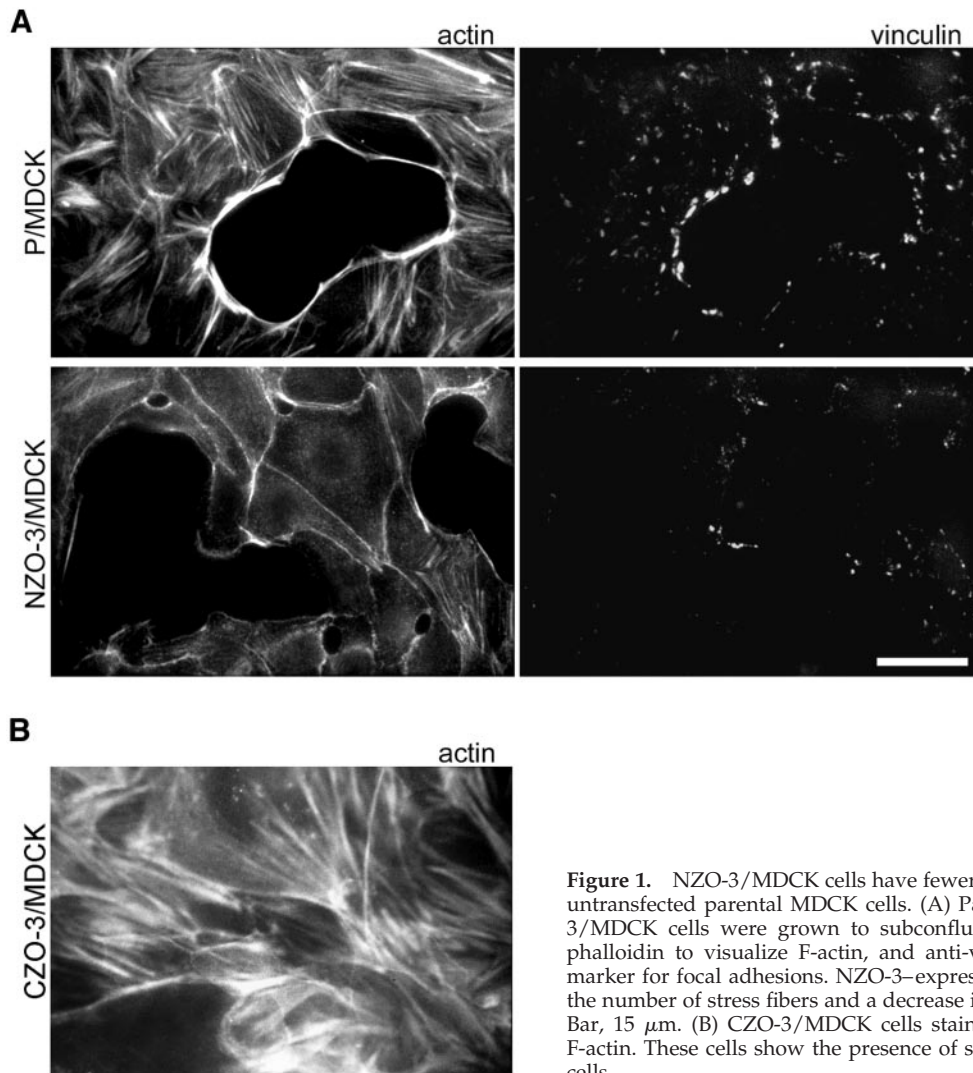 A
actin
vinculin
P/MDCK
NZO-3/MDCK
B
actin
CZO-3/MDCK
Figure 1. NZO-3/MDCK cells have fewer
untransfected parental MDCK cells. (A) Pa
3/MDCK cells were grown to subconflu
phalloidin to visualize F-actin, and anti-v
marker for focal adhesions. NZO-3–expres
the number of stress fibers and a decrease i
Bar, 15 μm. (B) CZO-3/MDCK cells stain
F-actin. These cells show the presence of s
cells